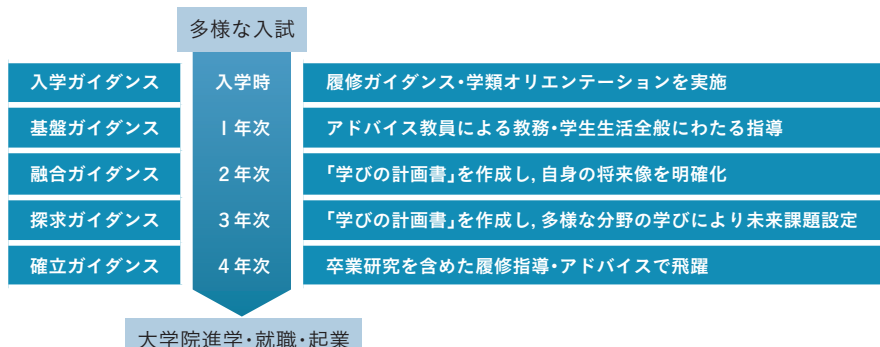 多様な入試
入学ガイダンス 入学時 履修ガイダンス・学類オリエンテーションを実施
基盤ガイダンス 1年次 アドバイス教員による教務・学生生活全般にわたる指導
融合ガイダンス 2年次 「学びの計画書」を作成し, 自身の将来像を明確化
探求ガイダンス 3年次 「学びの計画書」を作成し, 多様な分野の学びにより未来課題設定
確立ガイダンス 4年次 卒業研究を含めた履修指導・アドバイスで飛躍
大学院進学・就職・起業